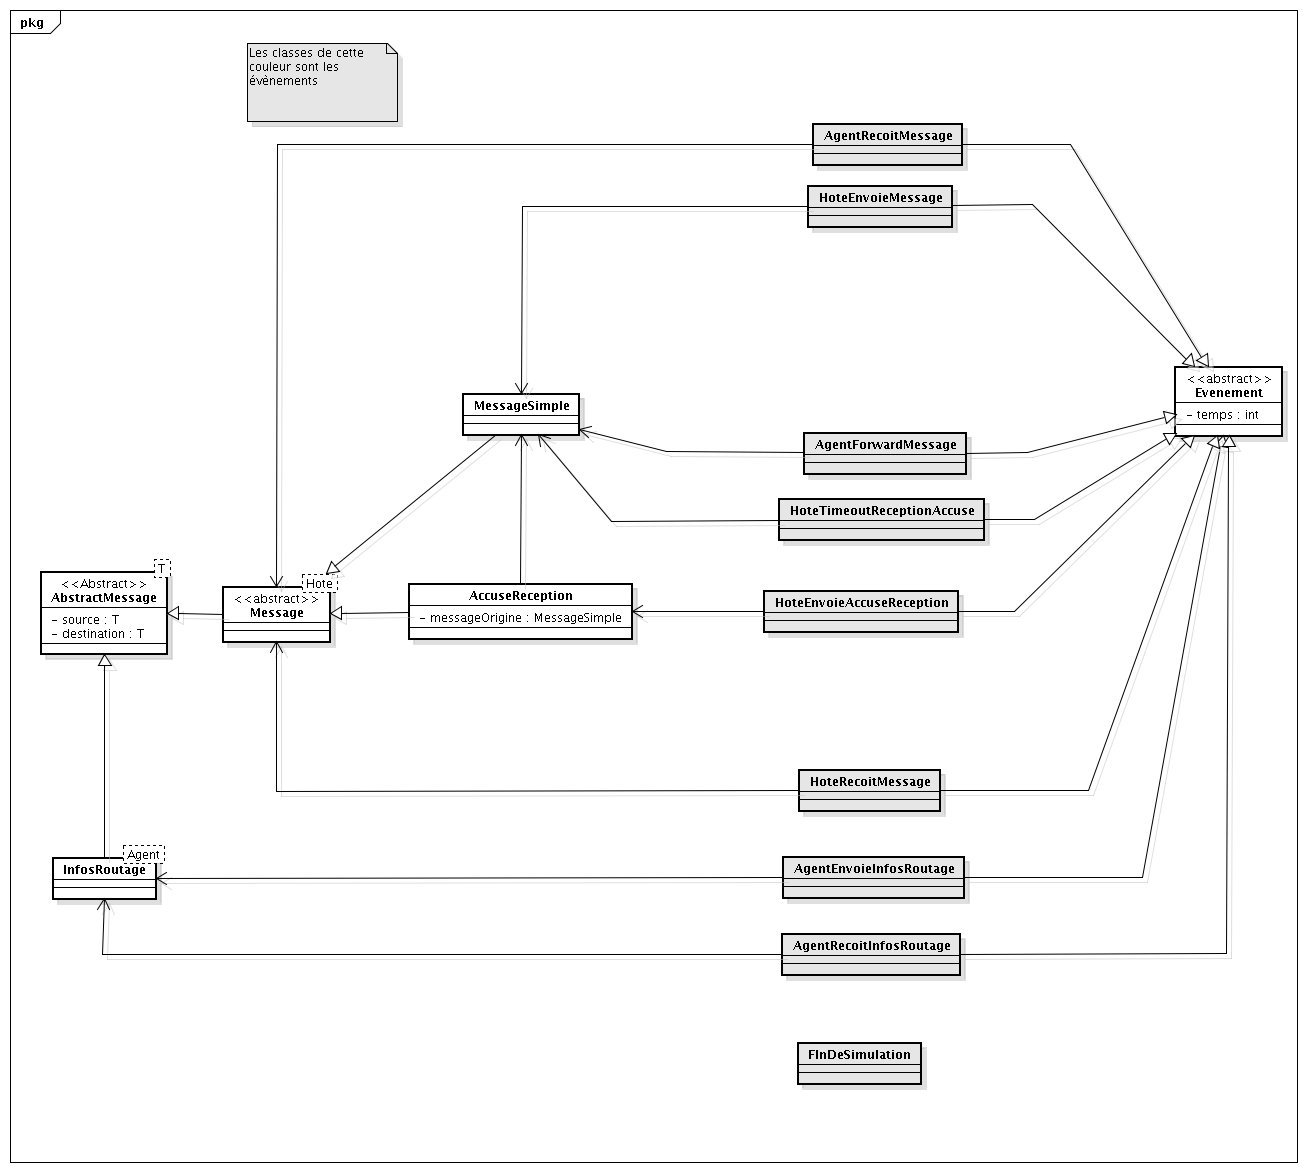 pkg
Les classes de cette
couleur sont les
évènements
AgentRecoitMessage
HoteEnvoieMessage
<<abstract>>
Evenement
- temps : int
MessageSimple
AgentForwardMessage
HoteTimeoutReceptionAccuse
T
<<Abstract>>
AbstractMessage
- source : T
- destination : T
Hote
<<abstract>>
Message
AccuseReception
- messageOrigine : MessageSimple
HoteEnvoieAccuseReception
HoteRecoitMessage
Agent
InfosRoutage
AgentEnvoieInfosRoutage
AgentRecoitInfosRoutage
FInDeSimulation